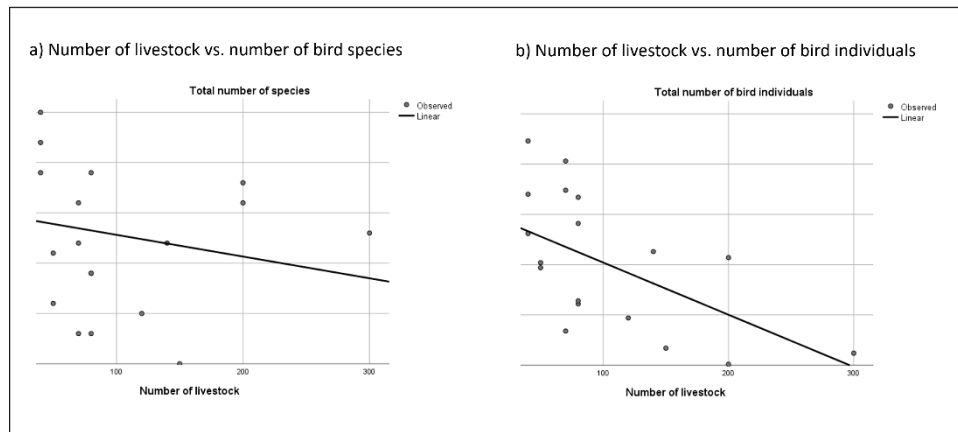 a) Number of livestock vs. number of bird species
Total number of species
Observed
Linear
100
200
300
Number of livestock
b) Number of livestock vs. number of bird individuals
Total number of bird individuals
Observed
Linear
100
200
300
Number of livestock